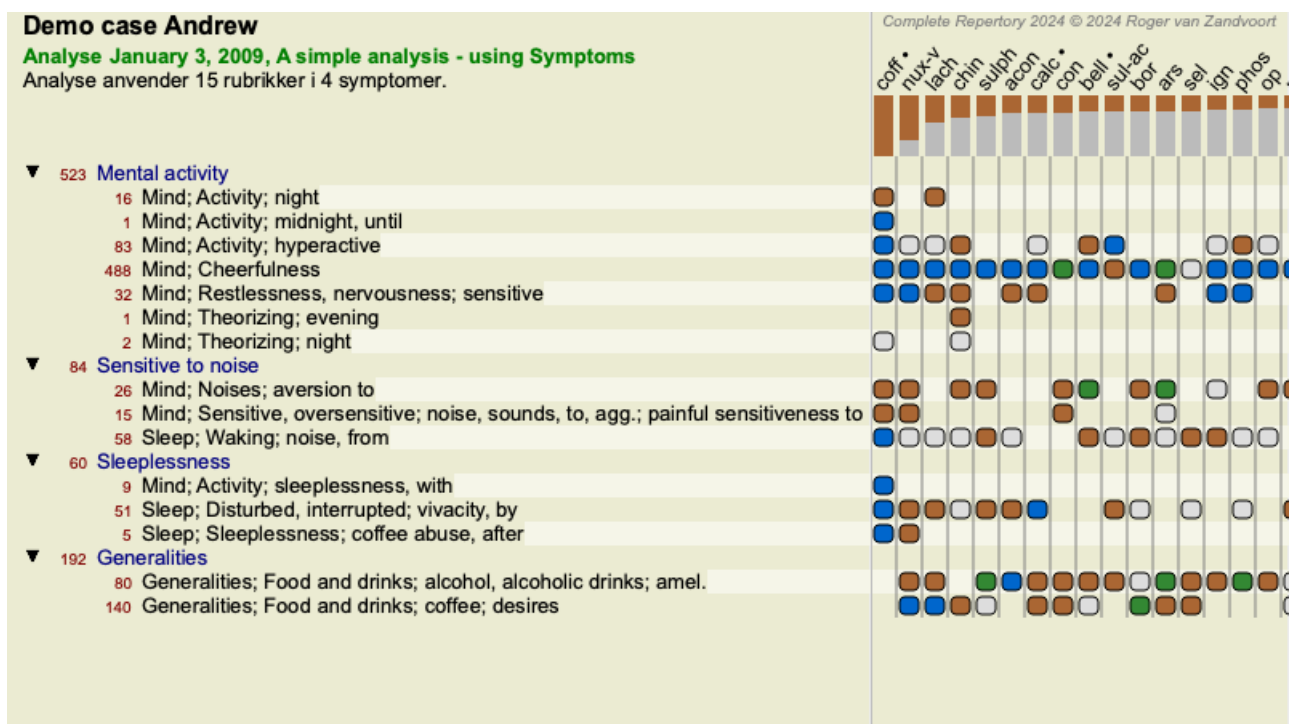 Demo case Andrew
Complete Repertory 2024 © 2024 Roger van Zandvoort
Analyse January 3, 2009, A simple analysis - using Symptoms
Analyse anvender 15 rubrikker i 4 symptomer.
coff • nux-v lach chin sulph acon calc • con bell • sul-ac bor ars sel ign phos op
▼ 523 Mental activity
16 Mind; Activity; night
1 Mind; Activity; midnight, until
83 Mind; Activity; hyperactive
488 Mind; Cheerfulness
32 Mind; Restlessness, nervousness; sensitive
1 Mind; Theorizing; evening
2 Mind; Theorizing; night
▼ 84 Sensitive to noise
26 Mind; Noises; aversion to
15 Mind; Sensitive, oversensitive; noise, sounds, to, agg.; painful sensitiveness to
58 Sleep; Waking; noise, from
▼ 60 Sleeplessness
9 Mind; Activity; sleeplessness, with
51 Sleep; Disturbed, interrupted; vivacity, by
5 Sleep; Sleeplessness; coffee abuse, after
▼ 192 Generalities
80 Generalities; Food and drinks; alcohol, alcoholic drinks; amel.
140 Generalities; Food and drinks; coffee; desires